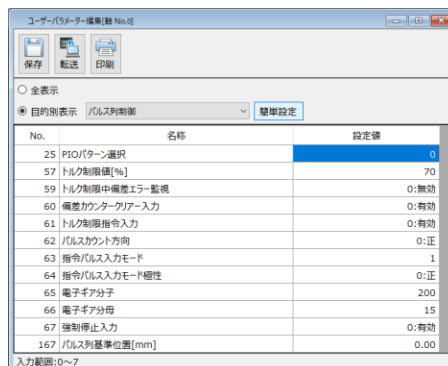 ユーザーパラメーター編集[軸 No.0]
保存 転送 印刷
全表示
目的別表示 パルス列制御 簡単設定
No. 名称 設定値
25 PIOパターン選択 0
57 トルク制限値[%] 70
59 トルク制限中偏差エラー監視 0:無効
60 偏差カウンタークリアー入力 0:有効
61 トルク制限指令入力 0:有効
62 パルスカウント方向 0:正
63 指令パルス入力モード 1
64 指令パルス入力モード極性 0:正
65 電子ギア分子 200
66 電子ギア分母 15
67 強制停止入力 0:有効
167 パルス列基準位置[mm] 0.00
入力範囲:0～7